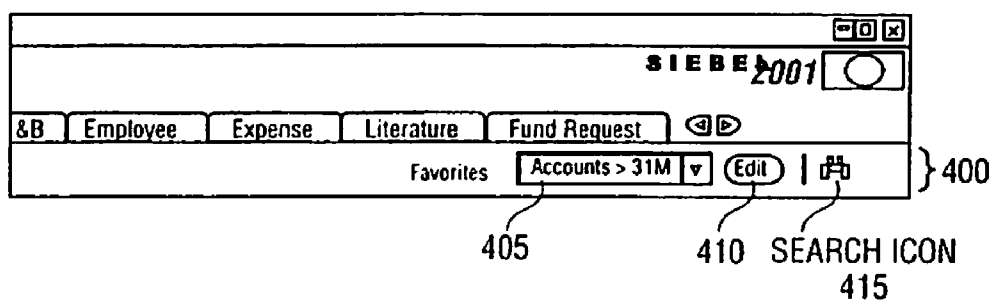 SIEBEL 2001
&B Employee Expense Literature Fund Request
Favorites Accounts > 31M Edit
400
405 410 SEARCH ICON
415